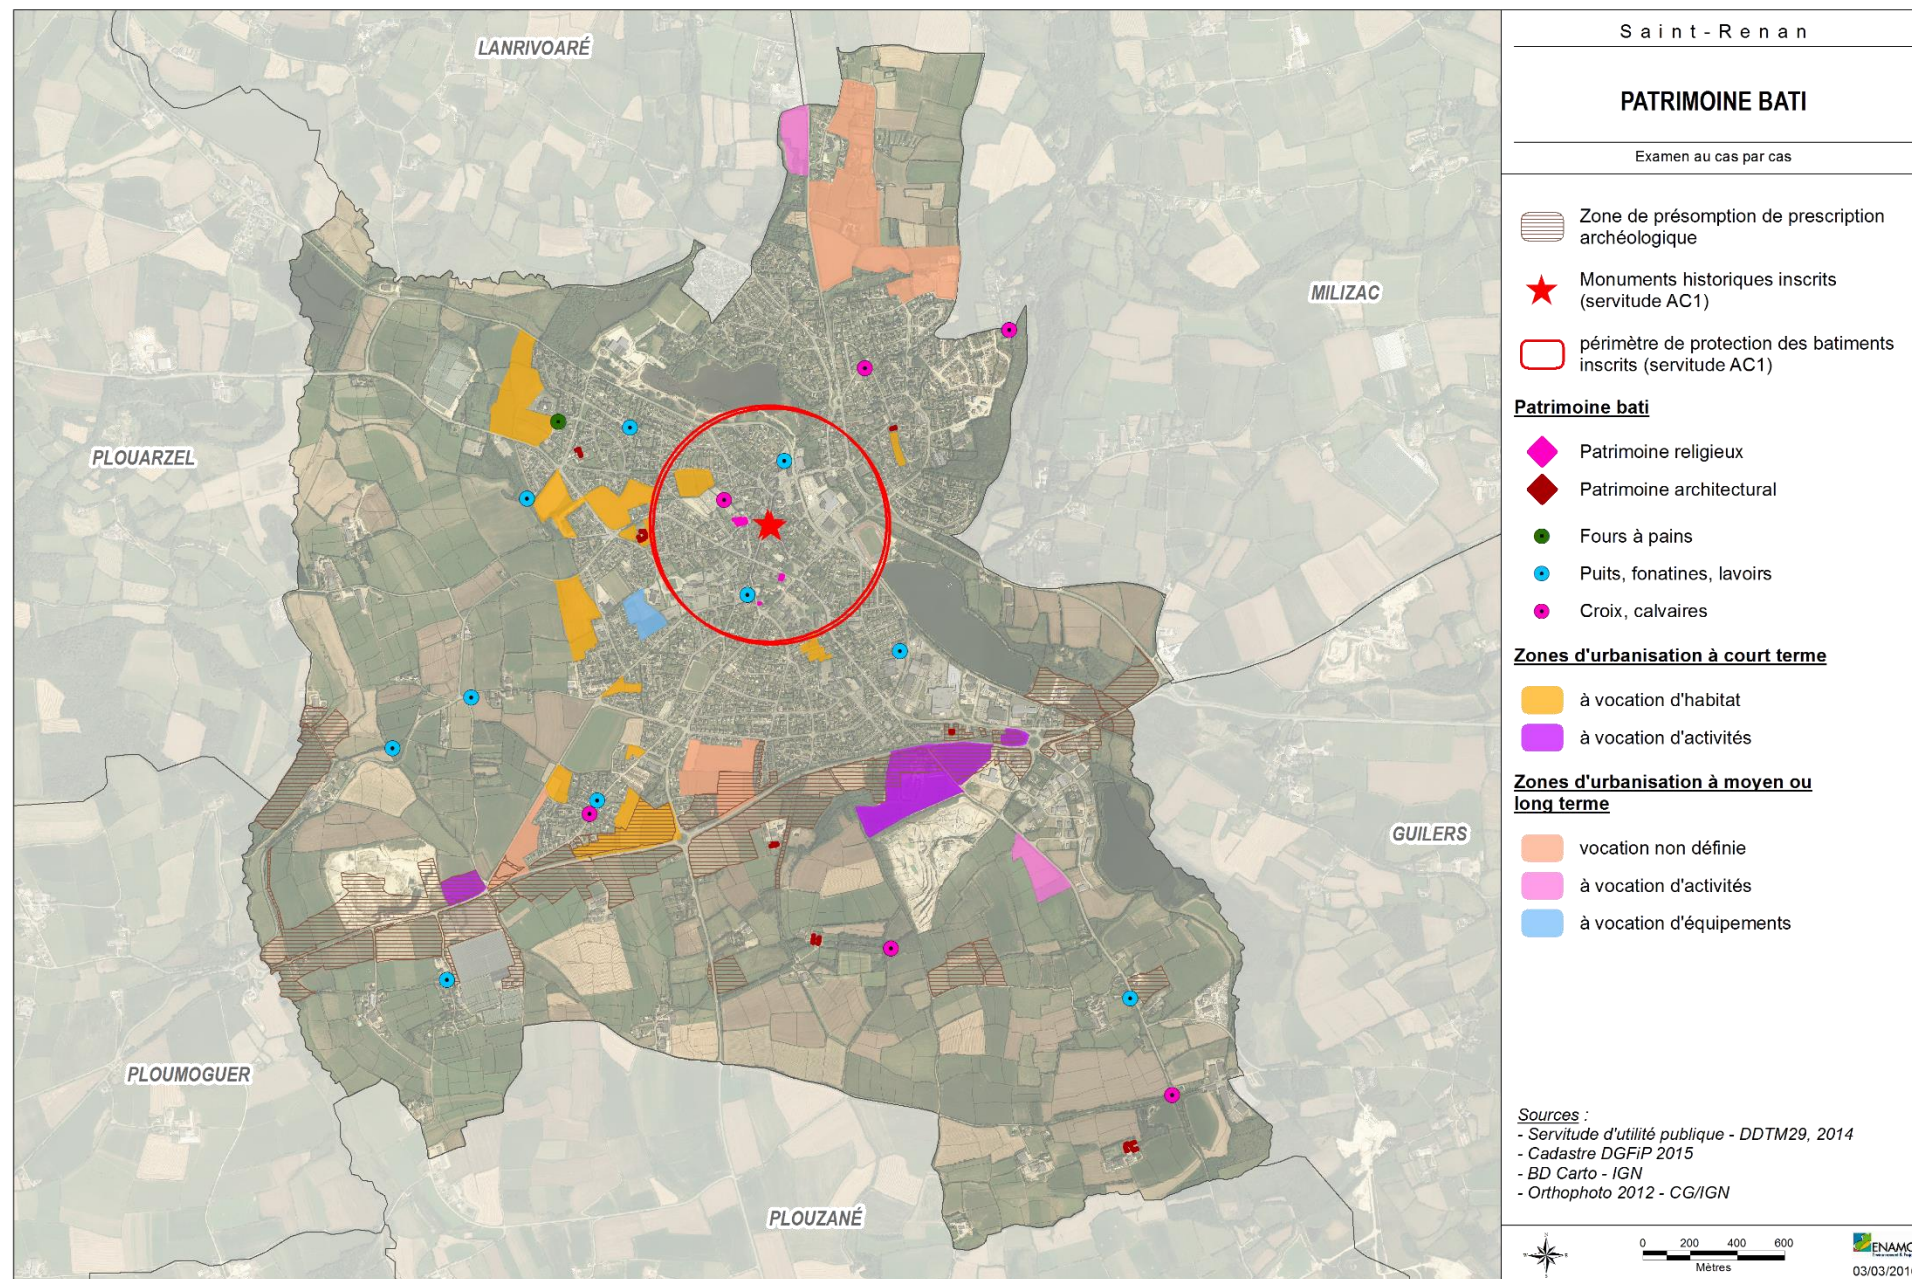 LANRIVOARÉ
MILIZAC
PLOUARZEL
GUILERS
PLOUMOGUER
PLOUZANÉ
Saint-Renan
PATRIMOINE BATI
Examen au cas par cas
Zone de présomption de prescription
archéologique
Monuments historiques inscrits
(servitude AC1)
périmètre de protection des batiments
inscrits (servitude AC1)
Patrimoine bati
Patrimoine religieux
Patrimoine architectural
Fours à pains
Puits, fonatines, lavoirs
Croix, calvaires
Zones d'urbanisation à court terme
à vocation d'habitat
à vocation d'activités
Zones d'urbanisation à moyen ou
long terme
vocation non définie
à vocation d'activités
à vocation d'équipements
Sources :
- Servitude d'utilité publique - DDTM29, 2014
- Cadastre DGFiP 2015
- BD Carto - IGN
- Orthophoto 2012 - CG/IGN
0 200 400 600
Mètres
ENAMO